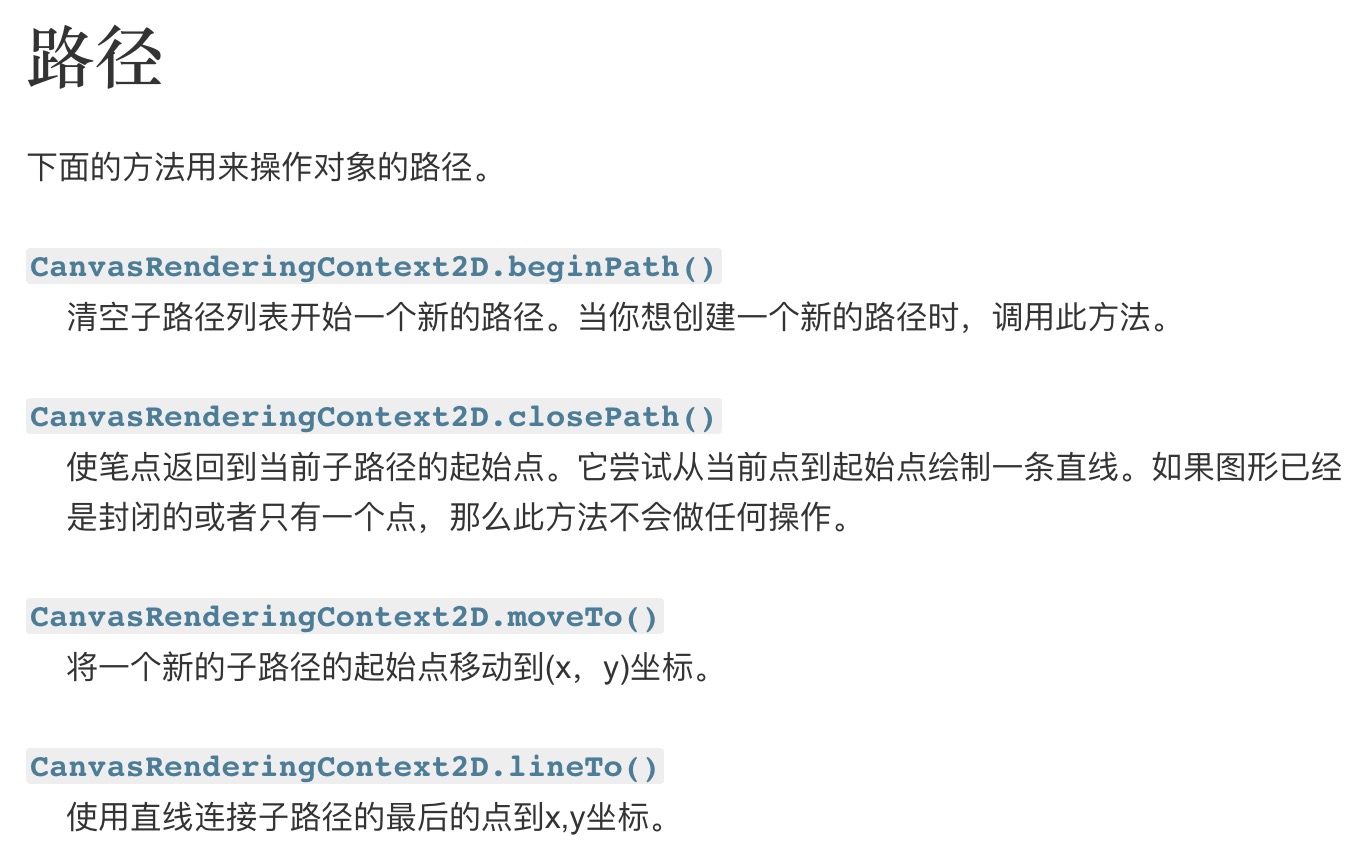 路径
下面的方法用来操作对象的路径。
CanvasRenderingContext2D.beginPath()
清空子路径列表开始一个新的路径。当你想创建一个新的路径时，调用此方法。
CanvasRenderingContext2D.closePath()
使笔点返回到当前子路径的起始点。它尝试从当前点到起始点绘制一条直线。如果图形已经
是封闭的或者只有一个点，那么此方法不会做任何操作。
CanvasRenderingContext2D.moveTo()
将一个新的子路径的起始点移动到(x，y)坐标。
CanvasRenderingContext2D.lineTo()
使用直线连接子路径的最后的点到x,y坐标。